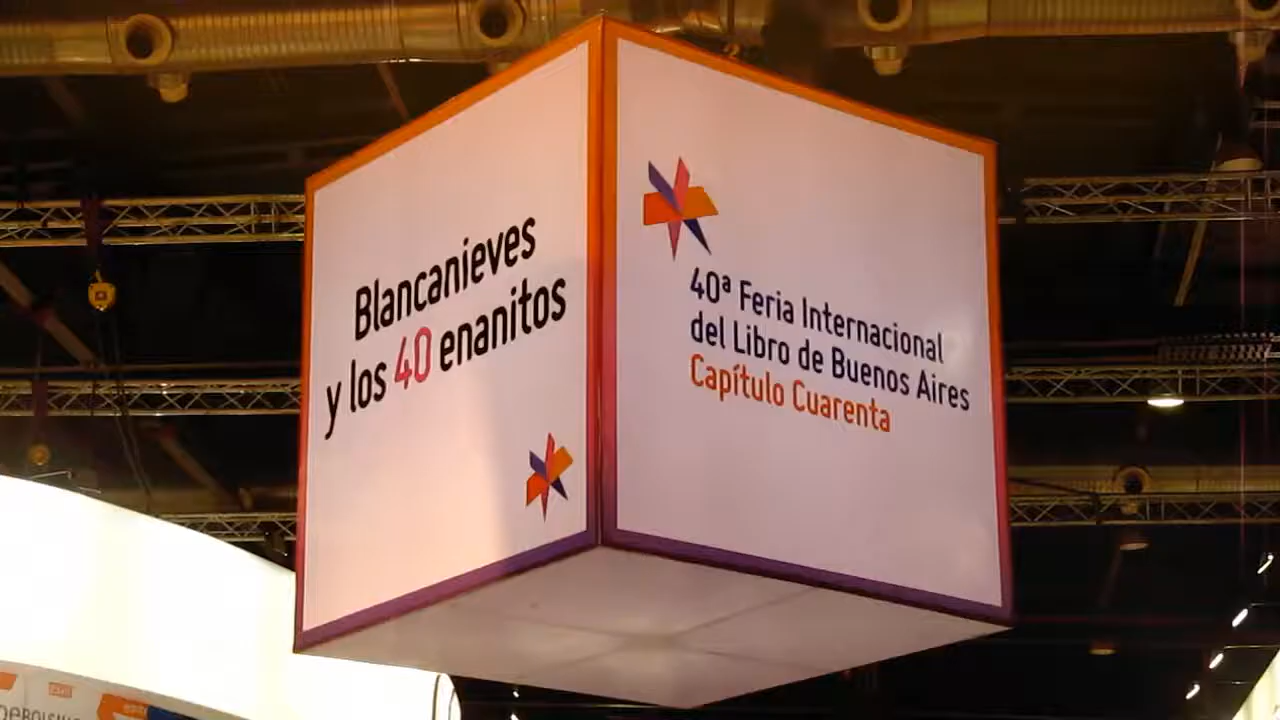 Blancanieves
y los 40 enanitos
40ª Feria Internacional
del Libro de Buenos Aires
Capítulo Cuarenta